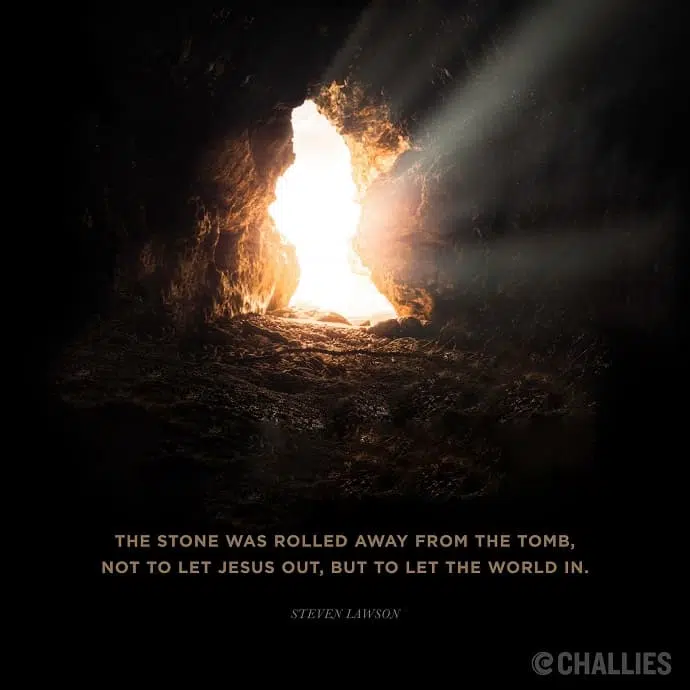 THE STONE WAS ROLLED AWAY FROM THE TOMB,
NOT TO LET JESUS OUT, BUT TO LET THE WORLD IN.
STEVEN LAWSON
CHALLIES